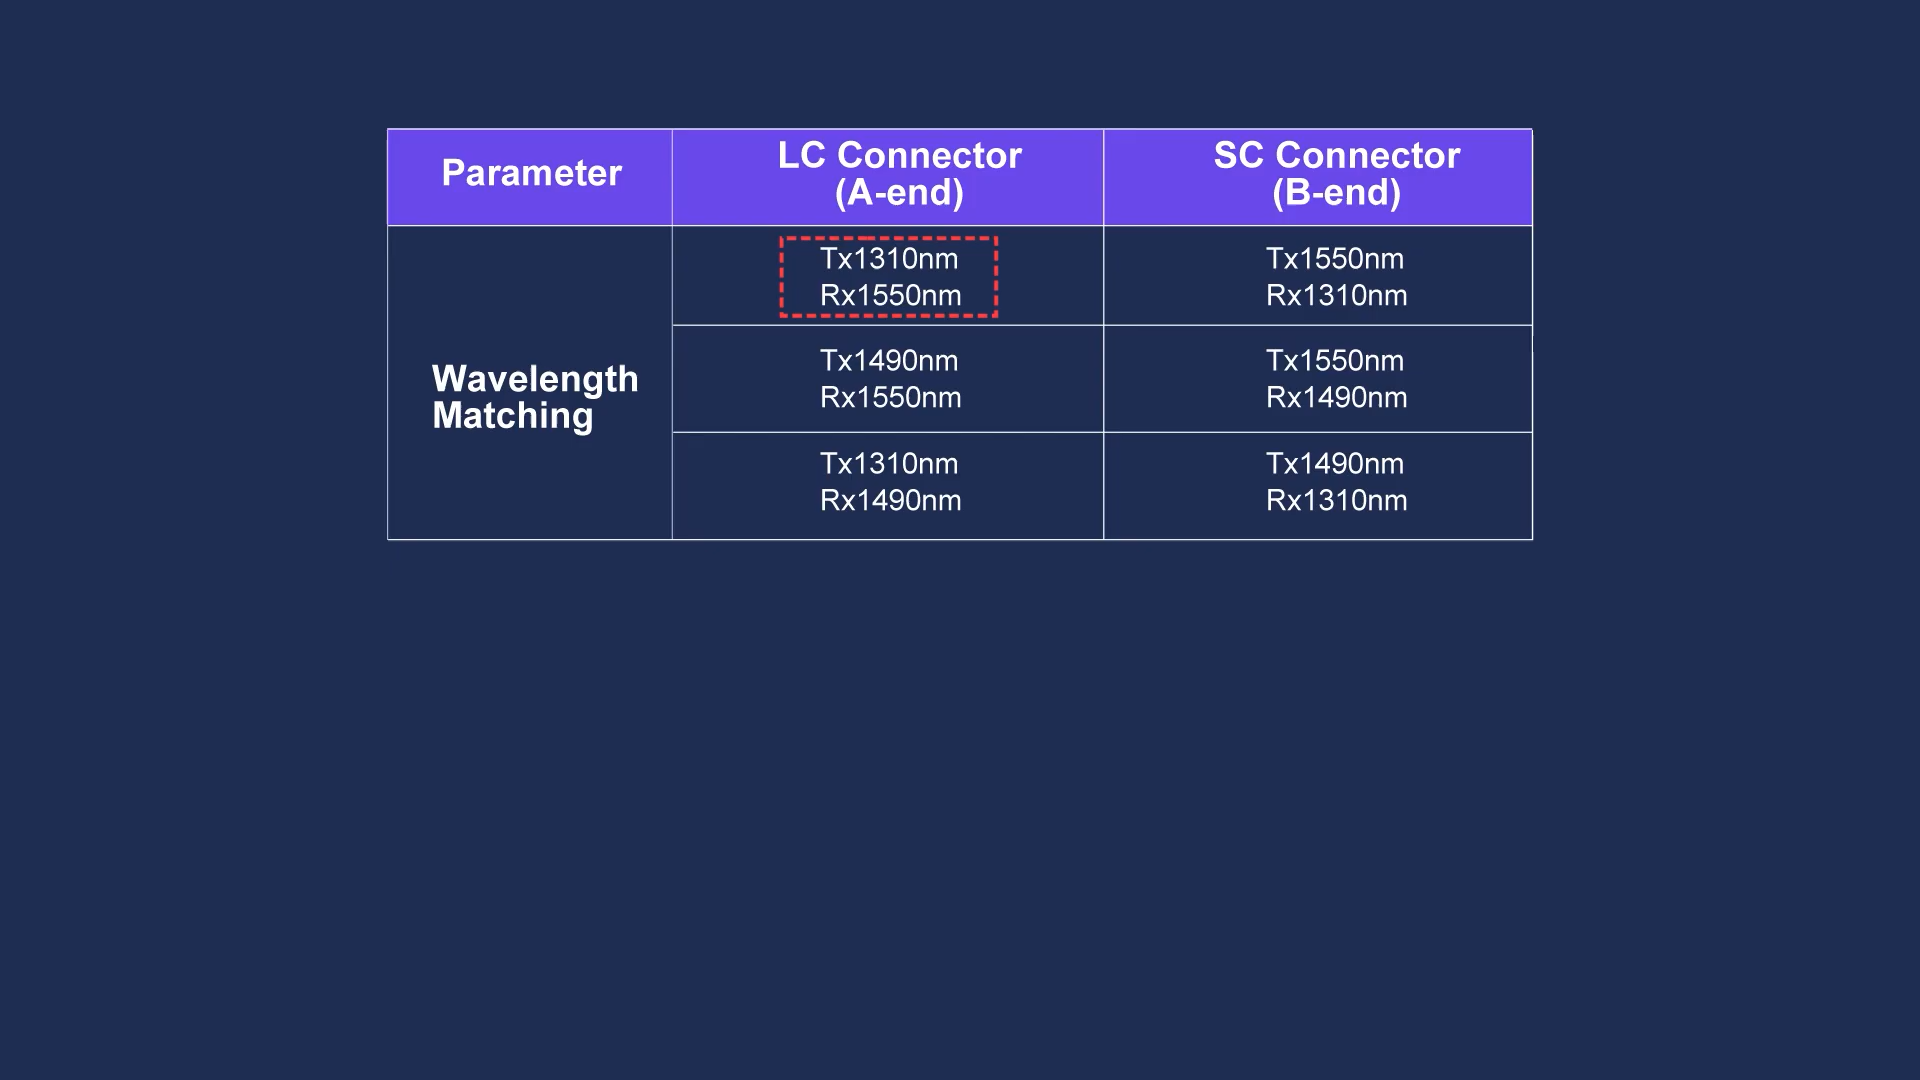 Parameter
LC Connector
(A-end)
SC Connector
(B-end)
Wavelength
Matching
Tx1310nm
Rx1550nm
Tx1550nm
Rx1310nm
Tx1490nm
Rx1550nm
Tx1550nm
Rx1490nm
Tx1310nm
Rx1490nm
Tx1490nm
Rx1310nm